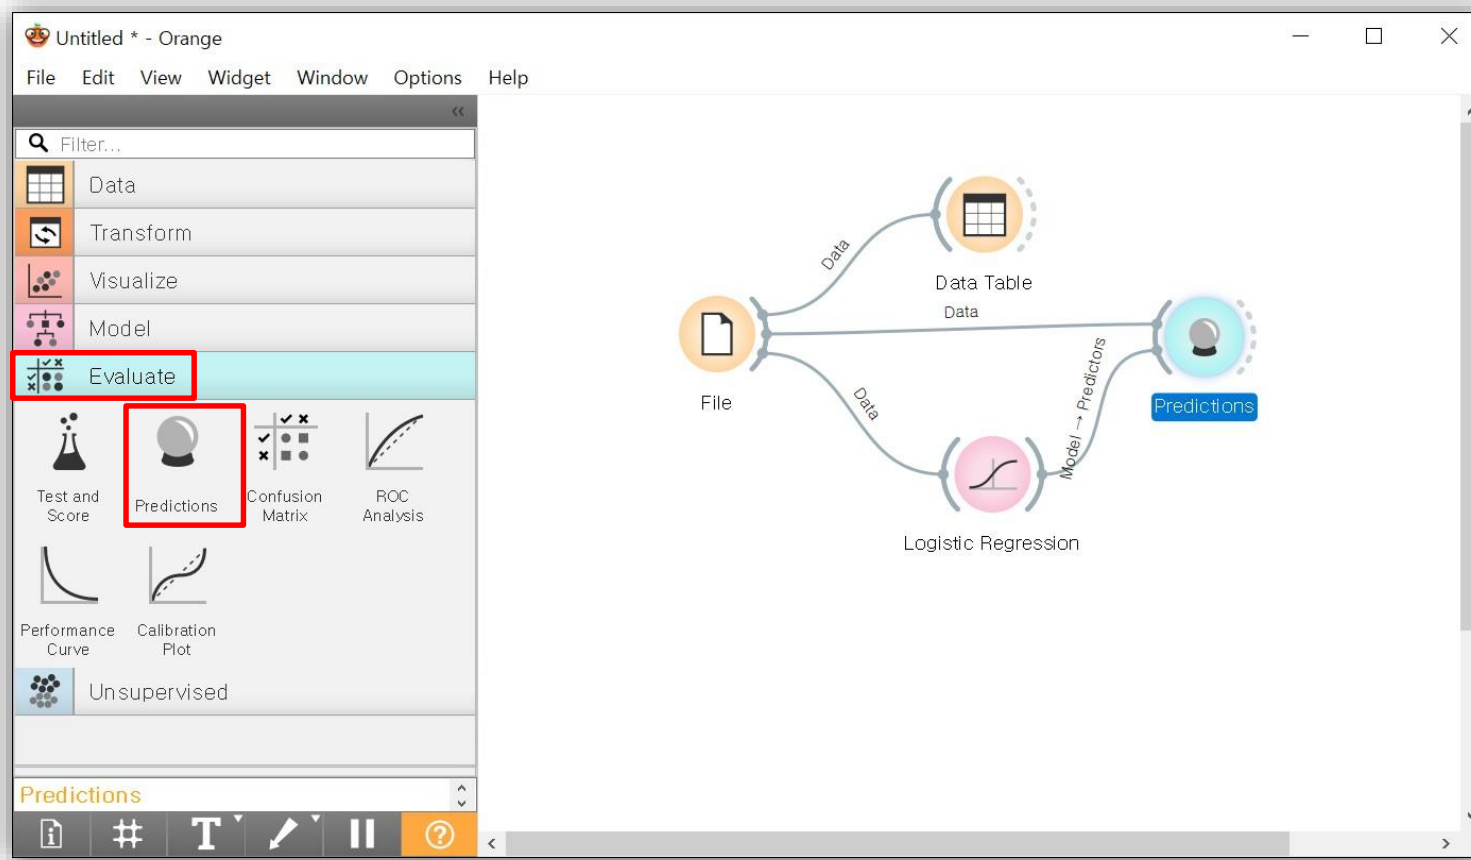 Untitled * - Orange
File Edit View Widget Window Options Help
Filter...
Data
Transform
Visualize
Model
Evaluate
Test and
Score
Predictions
Confusion
Matrix
ROC
Analysis
Performance
Curve
Calibration
Plot
Unsupervised
Predictions
T
Data
Data Table
Data
File
Data
Model → Predictors
Predictions
Logistic Regression